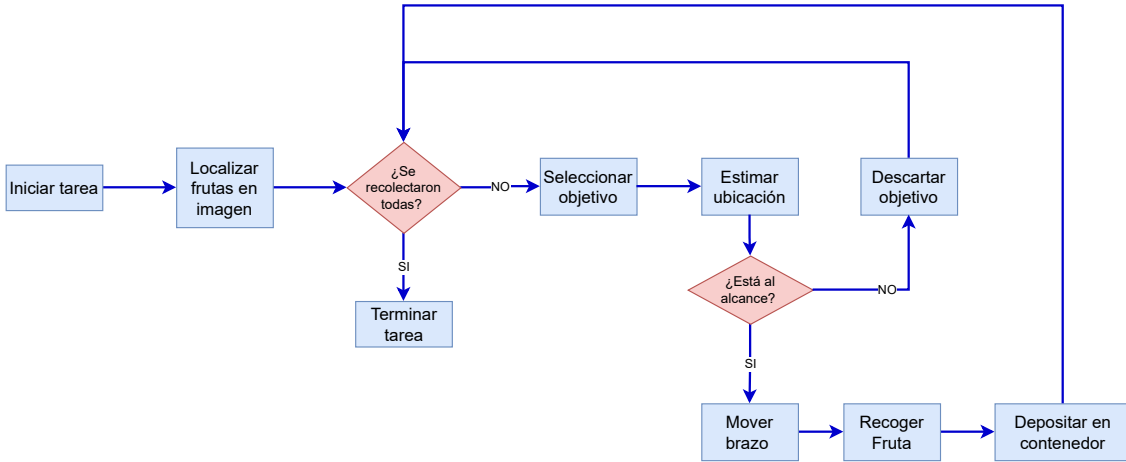 Iniciar tarea
Localizar
frutas en
imagen
¿Se
recolectaron
todas?
NO
Seleccionar
objetivo
Estimar
ubicación
Descartar
objetivo
SI
Terminar
tarea
¿Está al
alcance?
NO
SI
Mover
brazo
Recoger
Fruta
Depositar en
contenedor